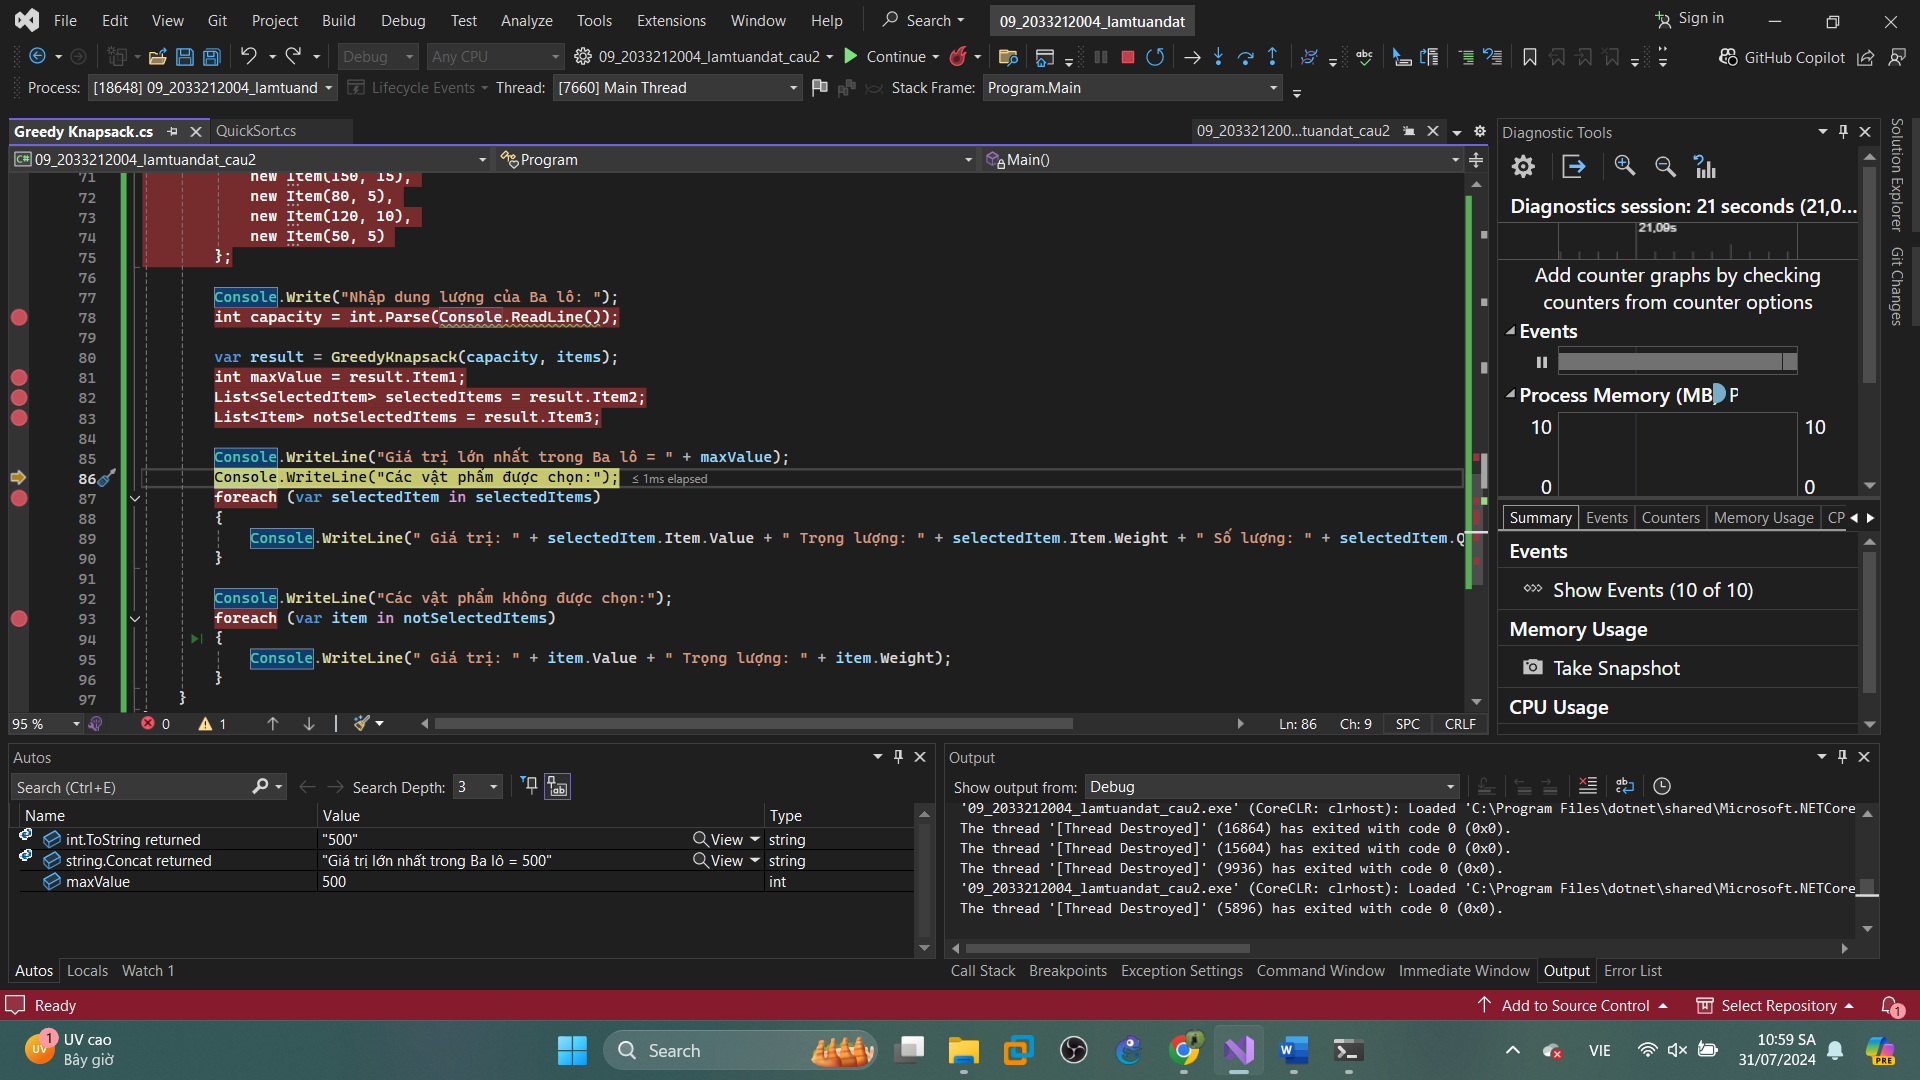 File Edit View Git Project Build Debug Test Analyze Tools Extensions Window Help Search 09_2033212004_lamtuandat Sign in
Debug Any CPU 09_2033212004_lamtuandat_cau2 Continue GitHub Copilot
Process: [18648] 09_2033212004_lamtuand Lifecycle Events Thread: [7660] Main Thread Stack Frame: Program.Main
Greedy Knapsack.cs QuickSort.cs 09_203321200...tuandat_cau2
09_2033212004_lamtuandat_cau2 Program Main()
71 new Item(150, 15),
72 new Item(80, 5),
73 new Item(120, 10),
74 new Item(50, 5)
75 };
76
77 Console.Write("Nhập dung lượng của Ba lô: ");
78 int capacity = int.Parse(Console.ReadLine());
79
80 var result = GreedyKnapsack(capacity, items);
81 int maxValue = result.Item1;
82 List<SelectedItem> selectedItems = result.Item2;
83 List<Item> notSelectedItems = result.Item3;
84
85 Console.WriteLine("Giá trị lớn nhất trong Ba lô = " + maxValue);
86 Console.WriteLine("Các vật phẩm được chọn:"); ≤ 1ms elapsed
87 foreach (var selectedItem in selectedItems)
88 {
89 Console.WriteLine(" Giá trị: " + selectedItem.Item.Value + " Trọng lượng: " + selectedItem.Item.Weight + " Số lượng: " + selectedItem.Q
90 }
91
92 Console.WriteLine("Các vật phẩm không được chọn:");
93 foreach (var item in notSelectedItems)
94 {
95 Console.WriteLine(" Giá trị: " + item.Value + " Trọng lượng: " + item.Weight);
96 }
97 }
95 % 0 1 Ln: 86 Ch: 9 SPC CRLF
Diagnostic Tools
Diagnostics session: 21 seconds (21,0...
21,09s
Add counter graphs by checking
counters from counter options
Events
Process Memory (MB) P
10 10
0 0
Summary Events Counters Memory Usage CP
Events
Show Events (10 of 10)
Memory Usage
Take Snapshot
CPU Usage
Solution Explorer
Git Changes
Autos
Search (Ctrl+E) Search Depth: 3
Name Value Type
int.ToString returned "500" View string
string.Concat returned "Giá trị lớn nhất trong Ba lô = 500" View string
maxValue 500 int
Autos Locals Watch 1
Output
Show output from: Debug
'09_2033212004_lamtuandat_cau2.exe' (CoreCLR: clrhost): Loaded 'C:\Program Files\dotnet\shared\Microsoft.NETCore
The thread '[Thread Destroyed]' (16864) has exited with code 0 (0x0).
The thread '[Thread Destroyed]' (15604) has exited with code 0 (0x0).
The thread '[Thread Destroyed]' (9936) has exited with code 0 (0x0).
'09_2033212004_lamtuandat_cau2.exe' (CoreCLR: clrhost): Loaded 'C:\Program Files\dotnet\shared\Microsoft.NETCore
The thread '[Thread Destroyed]' (5896) has exited with code 0 (0x0).
Call Stack Breakpoints Exception Settings Command Window Immediate Window Output Error List
Ready Add to Source Control Select Repository 1
UV 1 UV cao
Bây giờ
Search
VIE
10:59 SA
31/07/2024
PRE